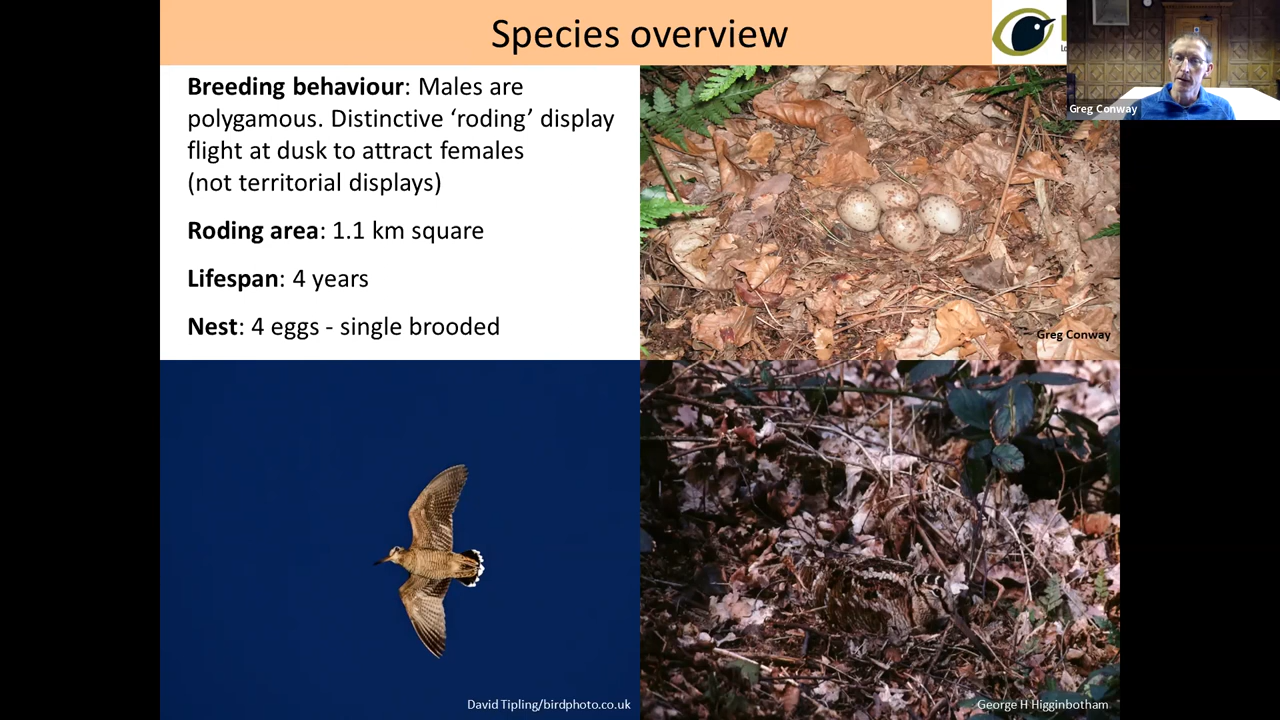 Species overview
Greg Conway
Breeding behaviour: Males are
polygamous. Distinctive ‘roding’ display
flight at dusk to attract females
(not territorial displays)
Roding area: 1.1 km square
Lifespan: 4 years
Nest: 4 eggs - single brooded
Greg Conway
David Tipling/birdphoto.co.uk
George H Higginbotham